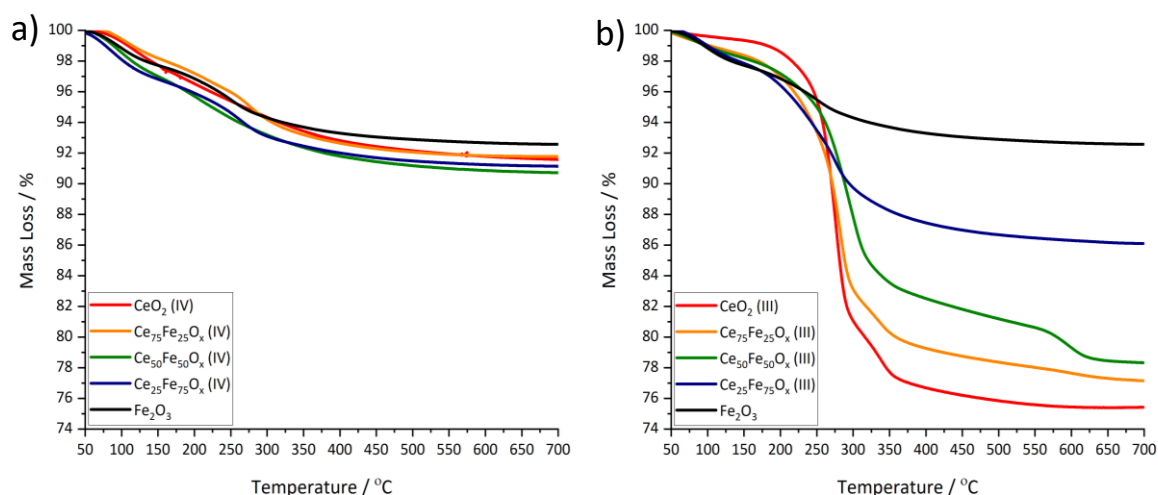 a)
Mass Loss / %
100
98
96
94
92
90
88
86
84
82
80
78
76
74
CeO₂ (IV)
Ce₇₅Fe₂₅Oₓ (IV)
Ce₅₀Fe₅₀Oₓ (IV)
Ce₂₅Fe₇₅Oₓ (IV)
Fe₂O₃
50 100 150 200 250 300 350 400 450 500 550 600 650 700
Temperature / °C
b)
Mass Loss / %
100
98
96
94
92
90
88
86
84
82
80
78
76
74
CeO₂ (III)
Ce₇₅Fe₂₅Oₓ (III)
Ce₅₀Fe₅₀Oₓ (III)
Ce₂₅Fe₇₅Oₓ (III)
Fe₂O₃
50 100 150 200 250 300 350 400 450 500 550 600 650 700
Temperature / °C